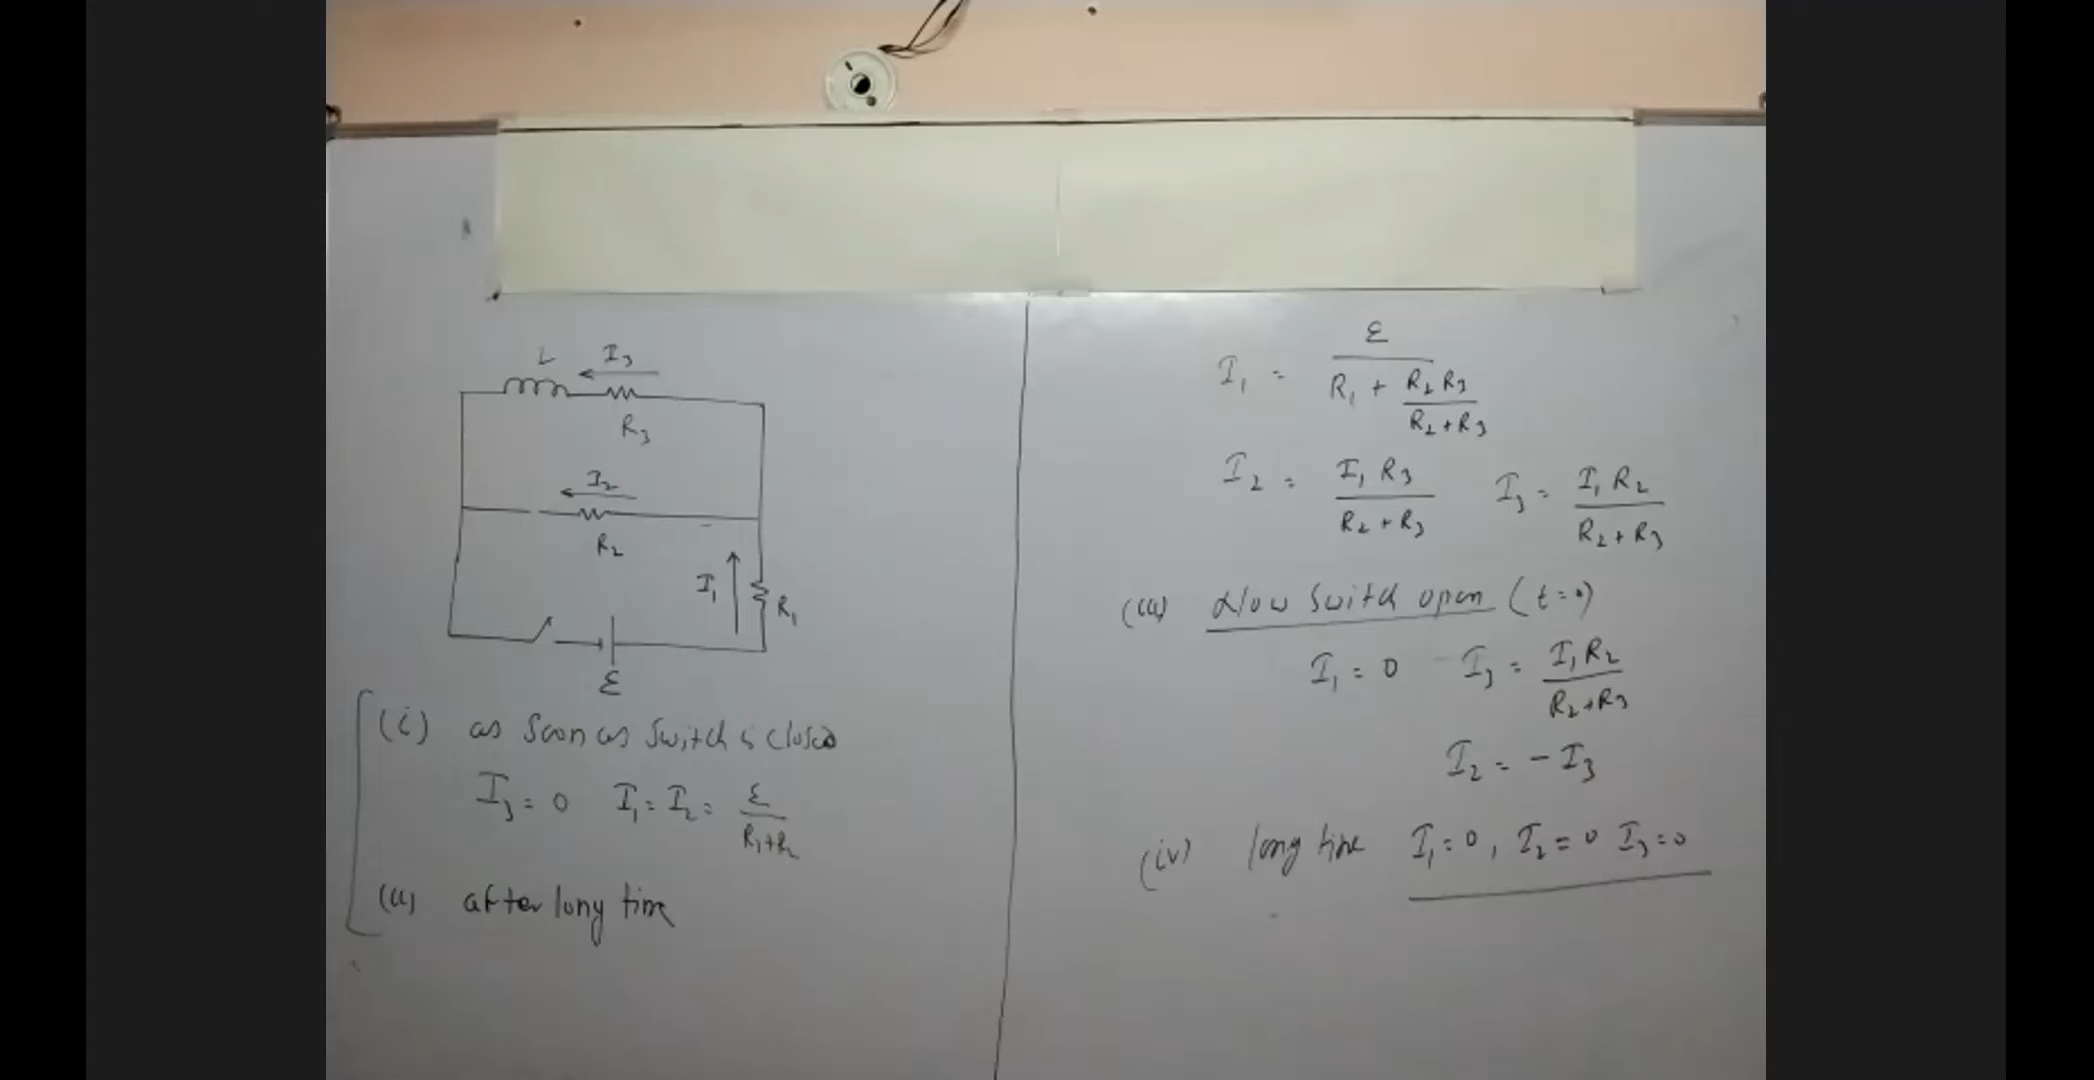 L I₃
R₃
I₂
R₂
I₁ R₁
ε
(i) as soon as switch is closed
I₃ = 0 I₁ = I₂ = ε/(R₁+R₂)
(ii) after long time
I₁ = ε/(R₁ + R₂R₃/(R₂+R₃))
I₂ = I₁R₃/(R₂+R₃) I₃ = I₁R₂/(R₂+R₃)
(iii) Now switch open (t=0)
I₁ = 0 I₃ = I₁R₂/(R₂+R₃)
I₂ = - I₃
(iv) long time I₁ = 0, I₂ = 0 I₃ = 0